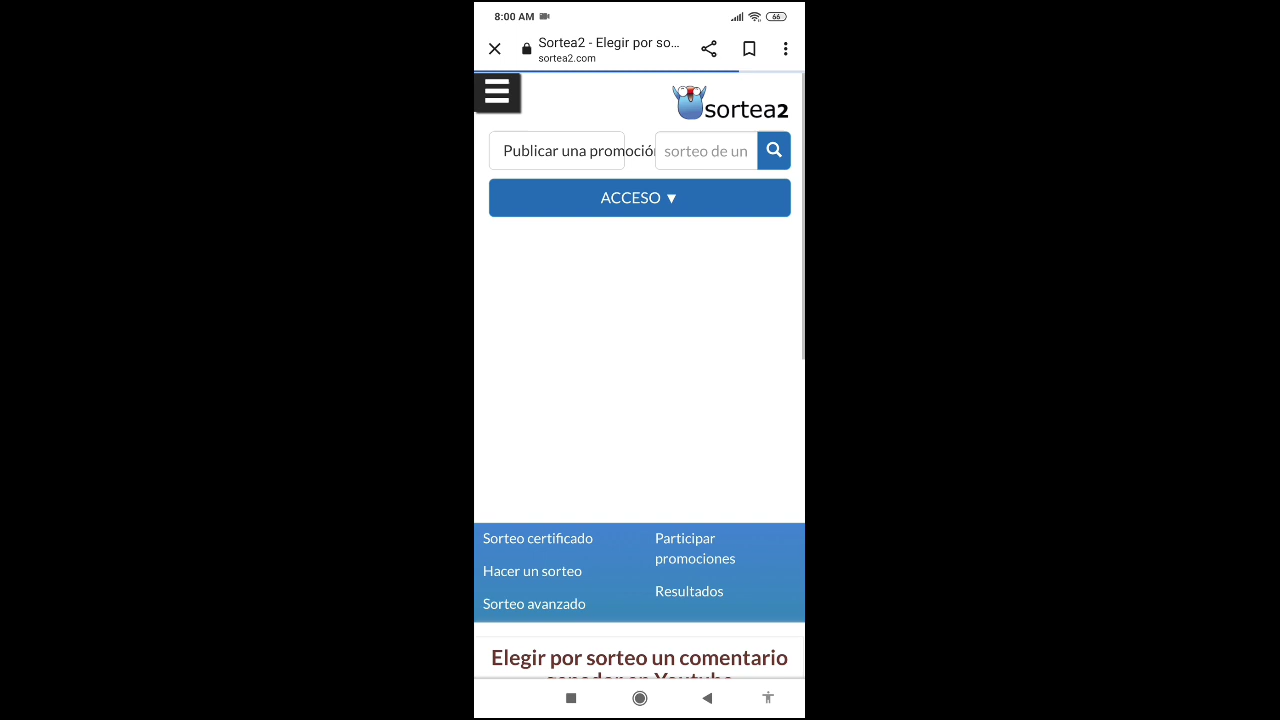 8:00 AM
66
Sortea2 - Elegir por so...
sortea2.com
sortea2
Publicar una promoción
sorteo de un
ACCESO ▼
Sorteo certificado
Participar promociones
Hacer un sorteo
Resultados
Sorteo avanzado
Elegir por sorteo un comentario
ganador en Youtube